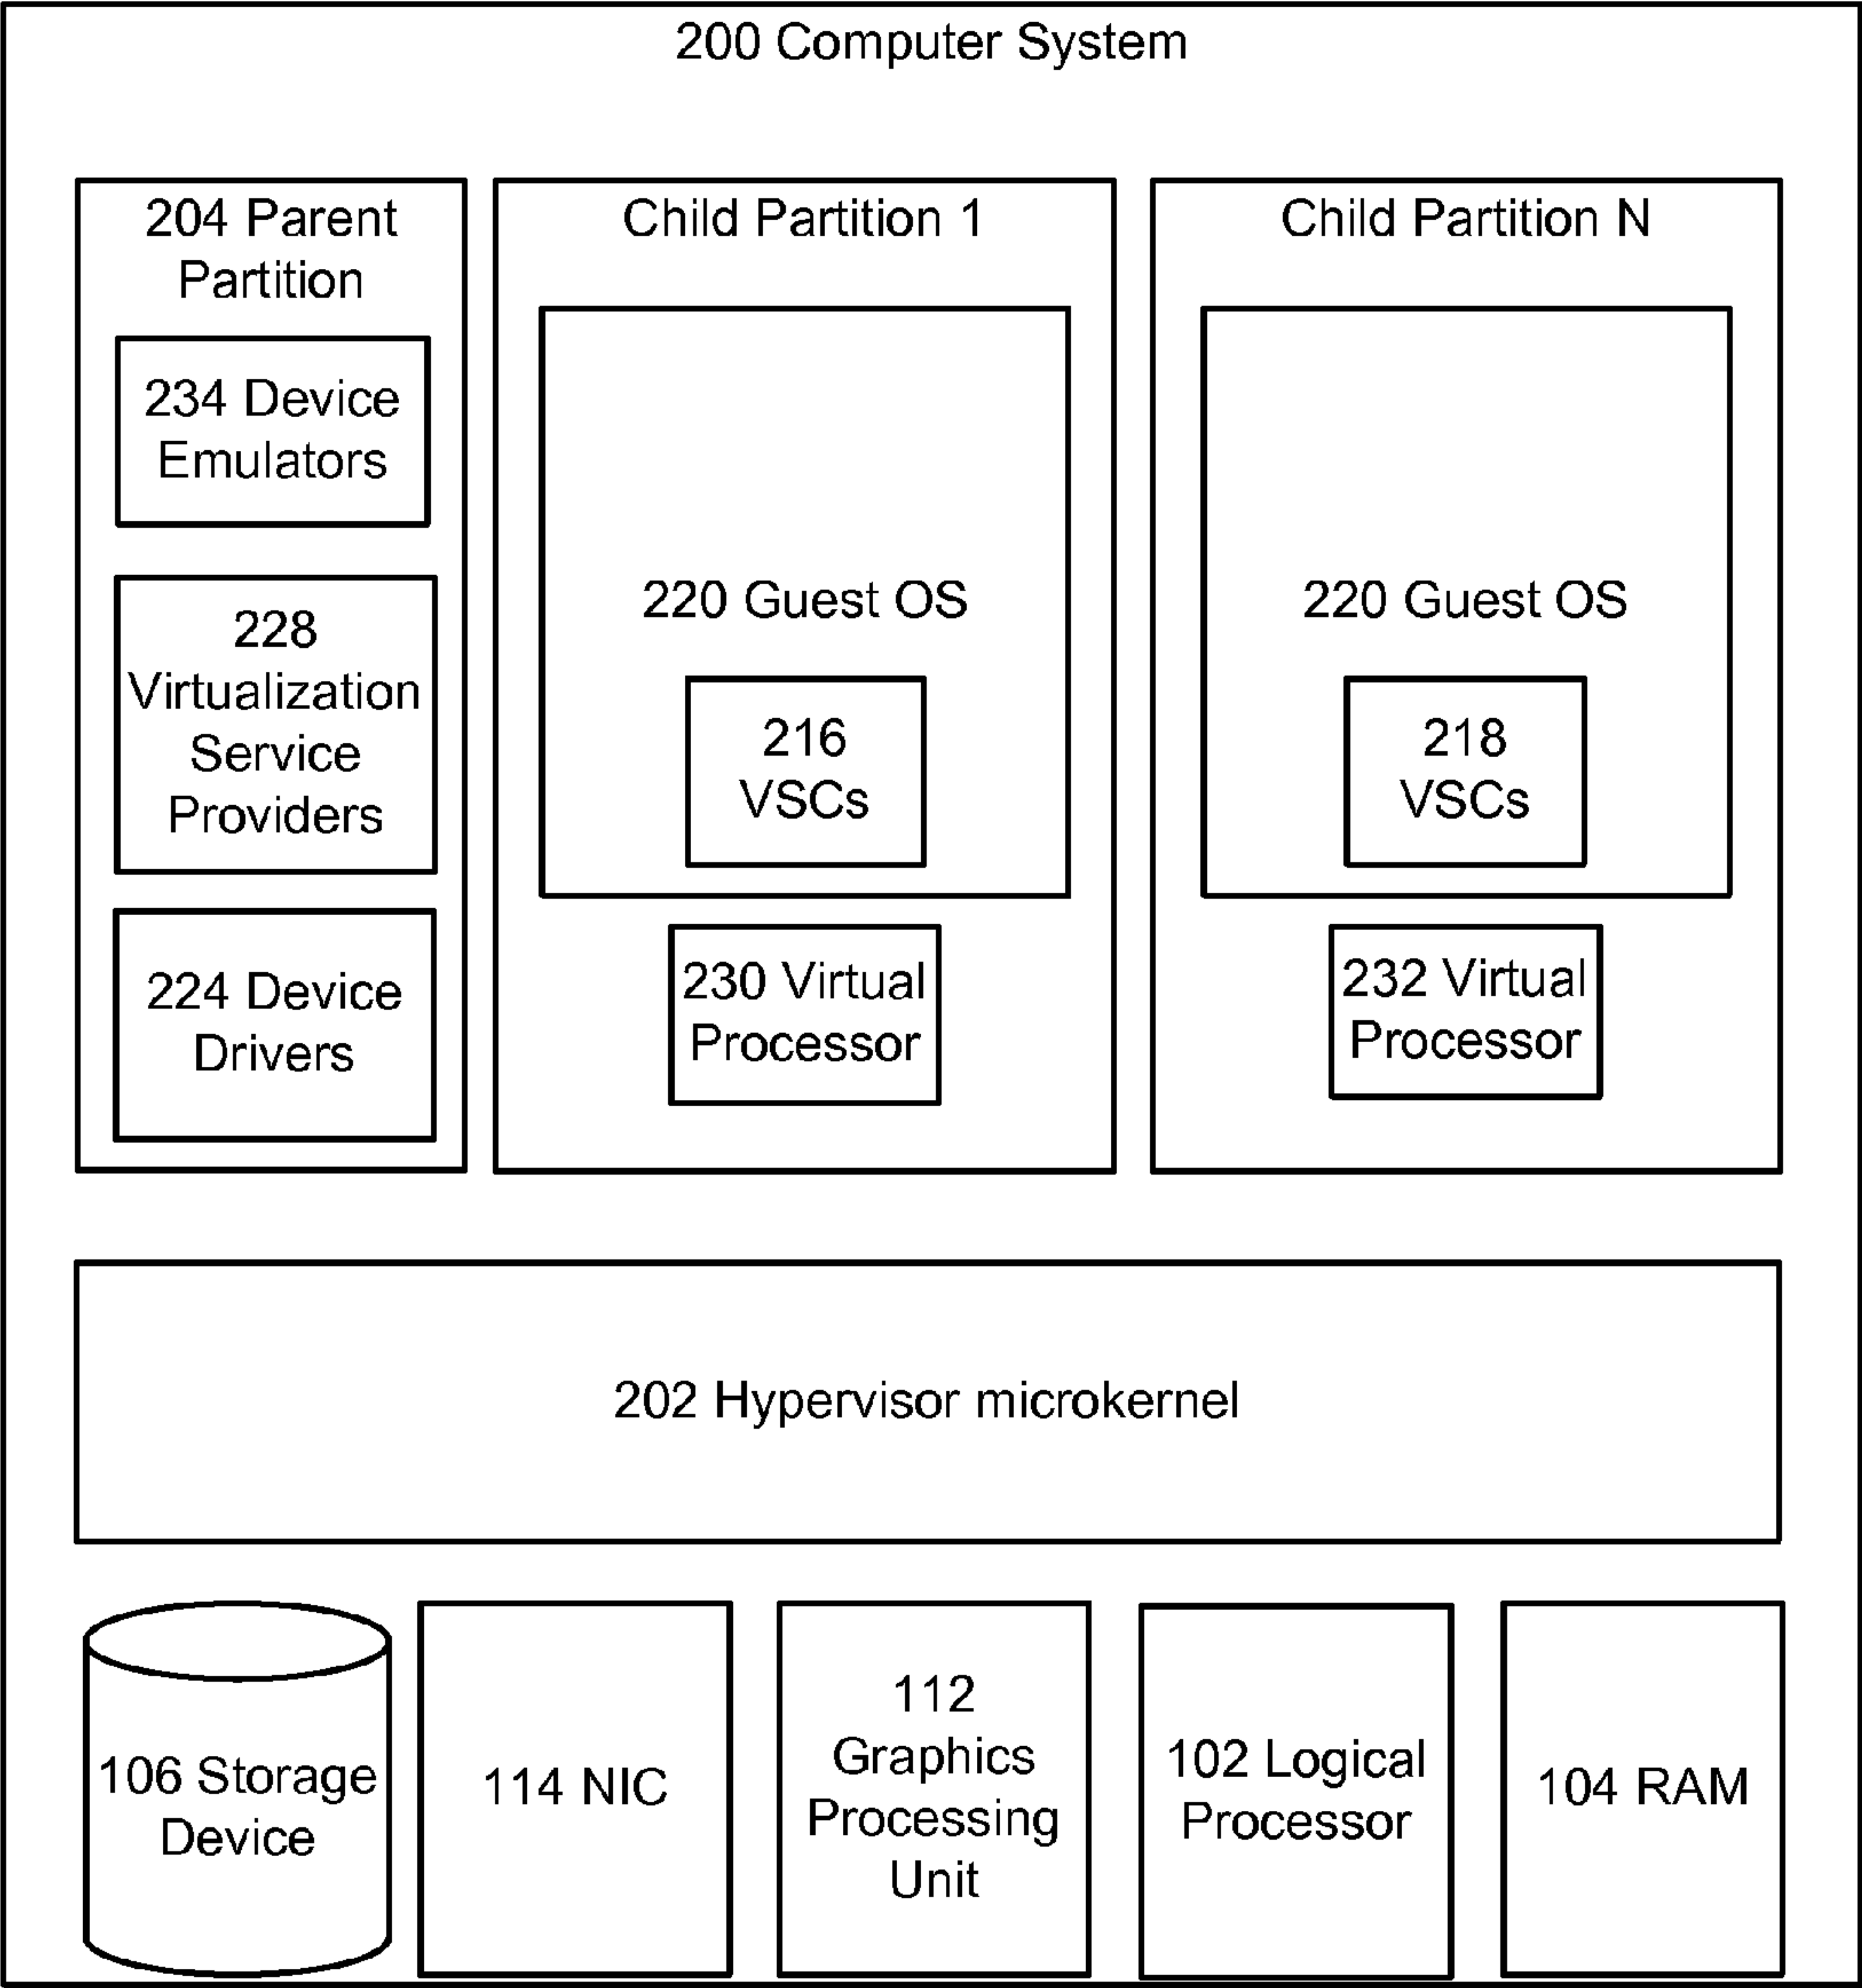 200 Computer System
204 Parent
Partition
234 Device
Emulators
228
Virtualization
Service
Providers
224 Device
Drivers
Child Partition 1
220 Guest OS
216
VSCs
230 Virtual
Processor
Child Partition N
220 Guest OS
218
VSCs
232 Virtual
Processor
202 Hypervisor microkernel
106 Storage
Device
114 NIC
112
Graphics
Processing
Unit
102 Logical
Processor
104 RAM